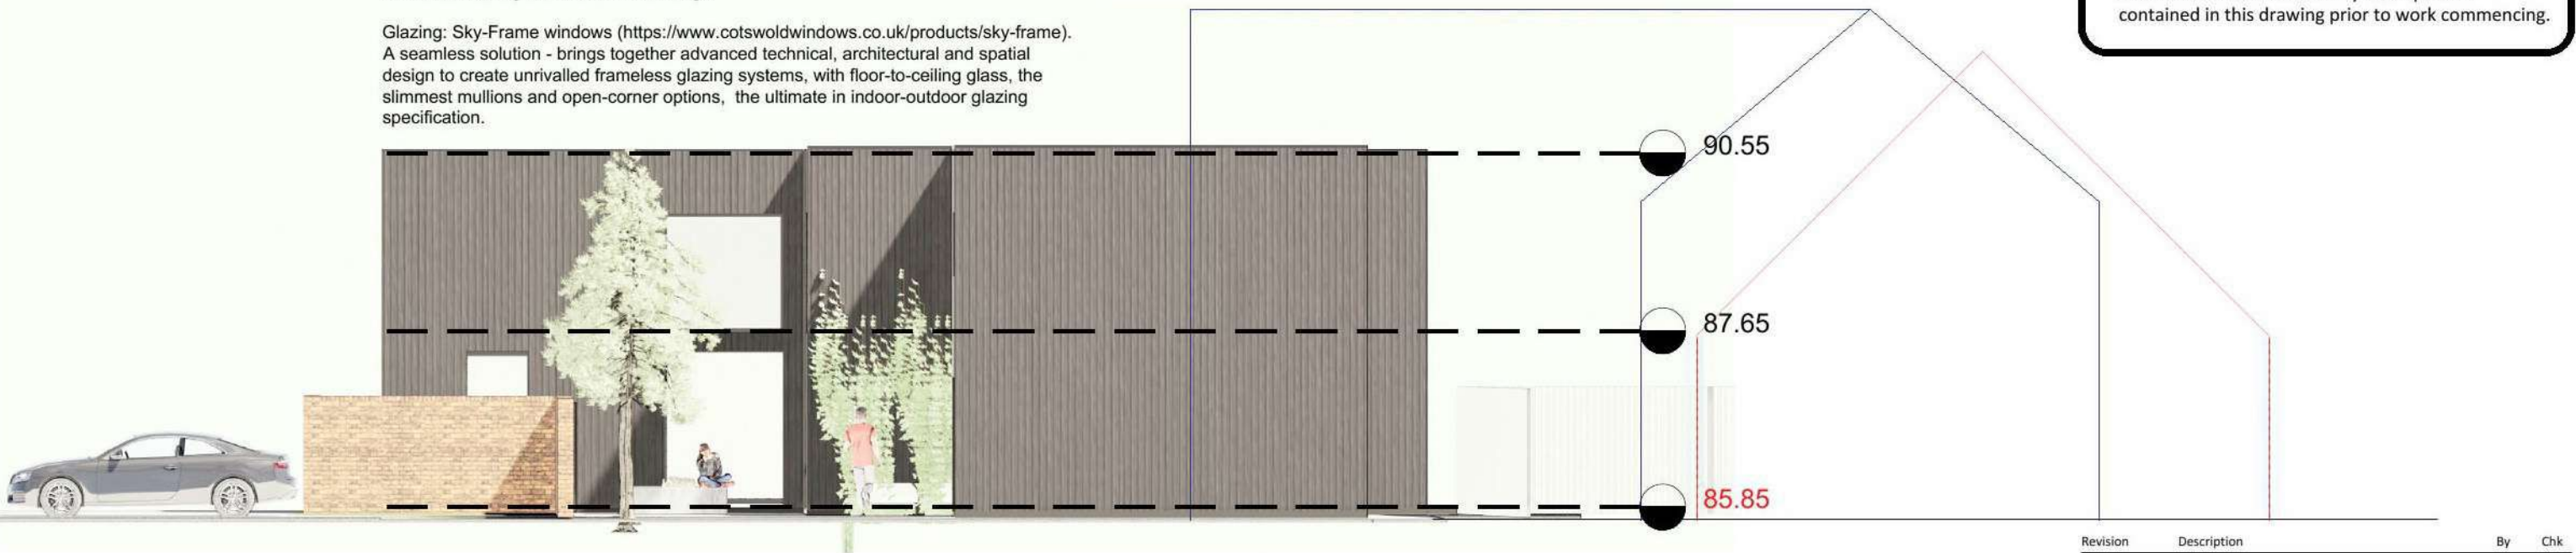 Glazing: Sky-Frame windows (https://www.cotswoldwindows.co.uk/products/sky-frame).
A seamless solution - brings together advanced technical, architectural and spatial
design to create unrivalled frameless glazing systems, with floor-to-ceiling glass, the
slimmest mullions and open-corner options, the ultimate in indoor-outdoor glazing
specification.
contained in this drawing prior to work commencing.
90.55
87.65
85.85
Revision Description By Chk